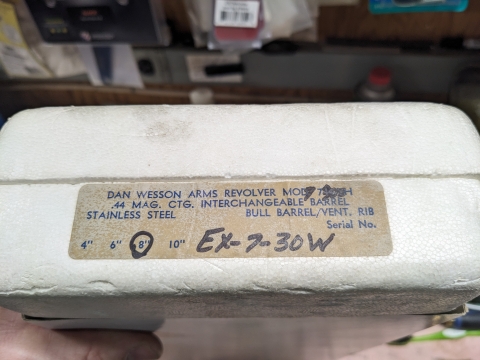 DAN WESSON ARMS REVOLVER MOD.
.44 MAG. CTG. INTERCHANGEABLE BARREL
STAINLESS STEEL BULL BARREL/VENT. RIB
Serial No.
4" 6" 8" 10" EX-7-30W